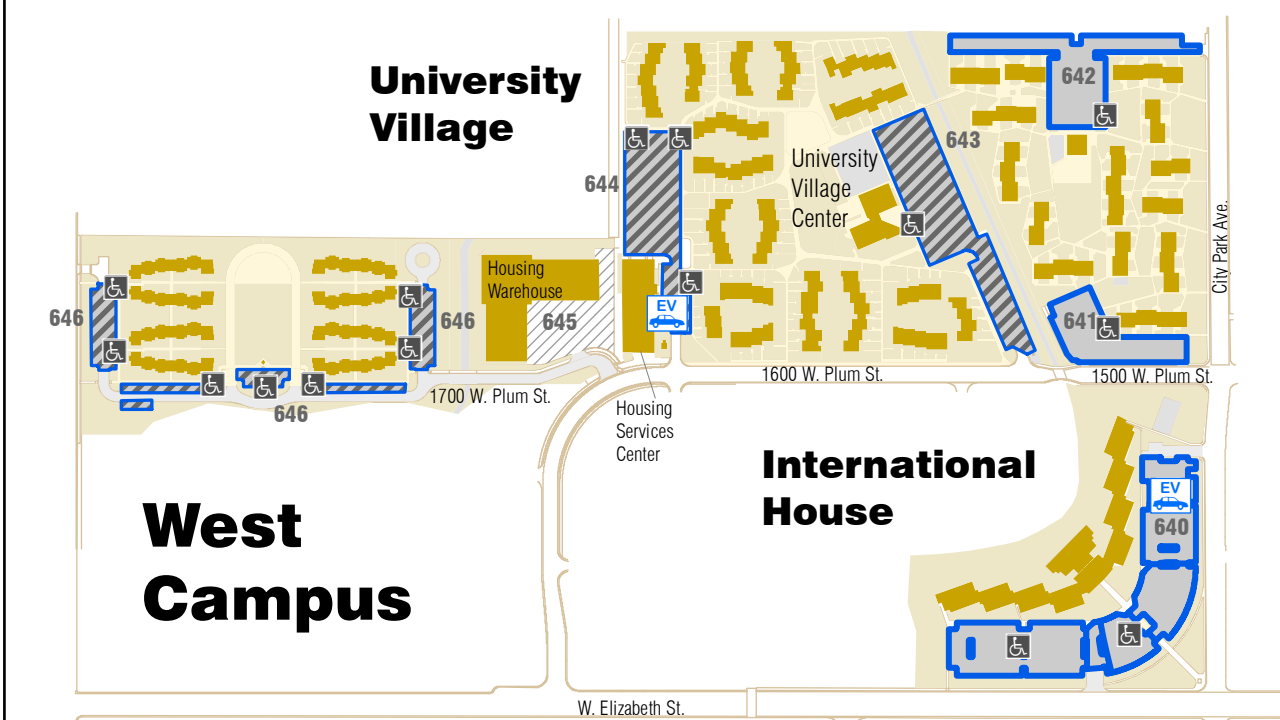 University
Village
642
643
644
University
Village
Center
City Park Ave.
Housing
Warehouse
646
646
645
EV
641
1600 W. Plum St.
1500 W. Plum St.
1700 W. Plum St.
646
Housing
Services
Center
International
House
EV
640
West
Campus
W. Elizabeth St.